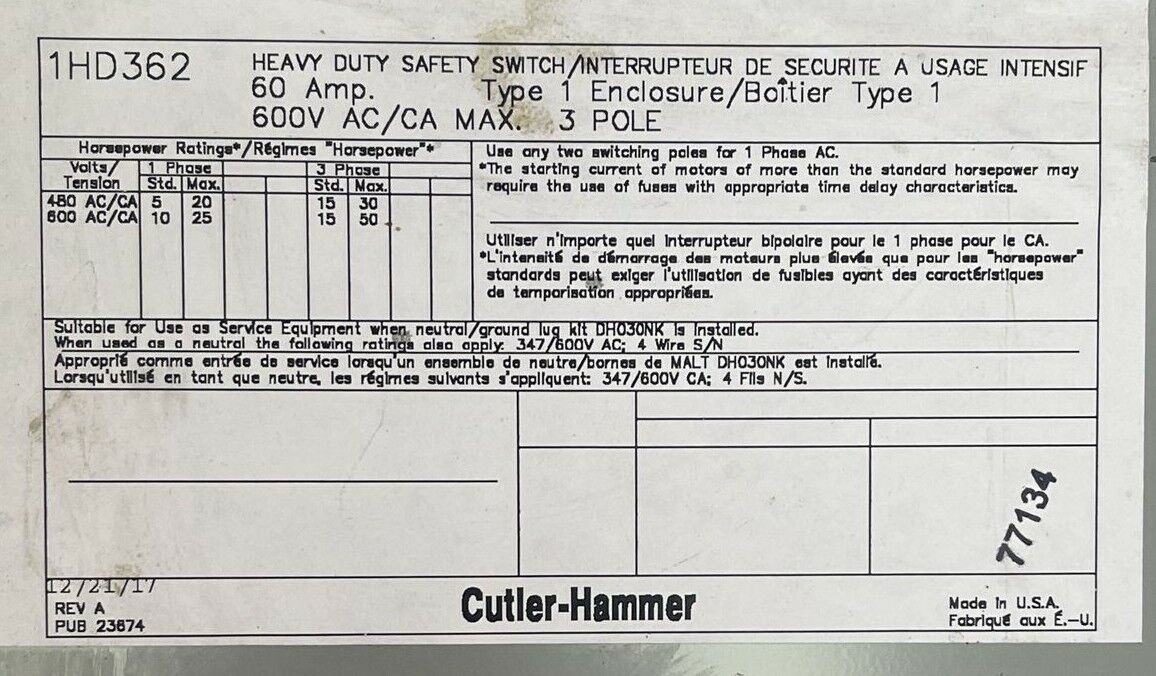 1HD362
HEAVY DUTY SAFETY SWITCH/INTERRUPTEUR DE SECURITE A USAGE INTENSIF
60 Amp. Type 1 Enclosure/Boîtier Type 1
600V AC/CA MAX. 3 POLE
Horsepower Ratings*/Régimes "Horsepower"*
Volts/ 1 Phase 3 Phase
Tension Std. Max. Std. Max.
480 AC/CA 5 20 15 30
600 AC/CA 10 25 15 50
Use any two switching poles for 1 Phase AC.
*The starting current of motors of more than the standard horsepower may
require the use of fuses with appropriate time delay characteristics.
Utiliser n'importe quel interrupteur bipolaire pour le 1 phase pour le CA.
*L'intensité de démarrage des moteurs plus élevée que pour les "horsepower"
standards peut exiger l'utilisation de fusibles ayant des caractéristiques
de temporisation appropriées.
Suitable for Use as Service Equipment when neutral/ground lug kit DH030NK is installed.
When used as a neutral the following ratings also apply: 347/600V AC; 4 Wire S/N
Approprié comme entrée de service lorsqu'un ensemble de neutre/bornes de MALT DH030NK est installé.
Lorsqu'utilisé en tant que neutre, les régimes suivants s'appliquent: 347/600V CA; 4 Fils N/S.
77134
12/21/17
REV A
PUB 23674
Cutler-Hammer
Made in U.S.A.
Fabriqué aux É.-U.